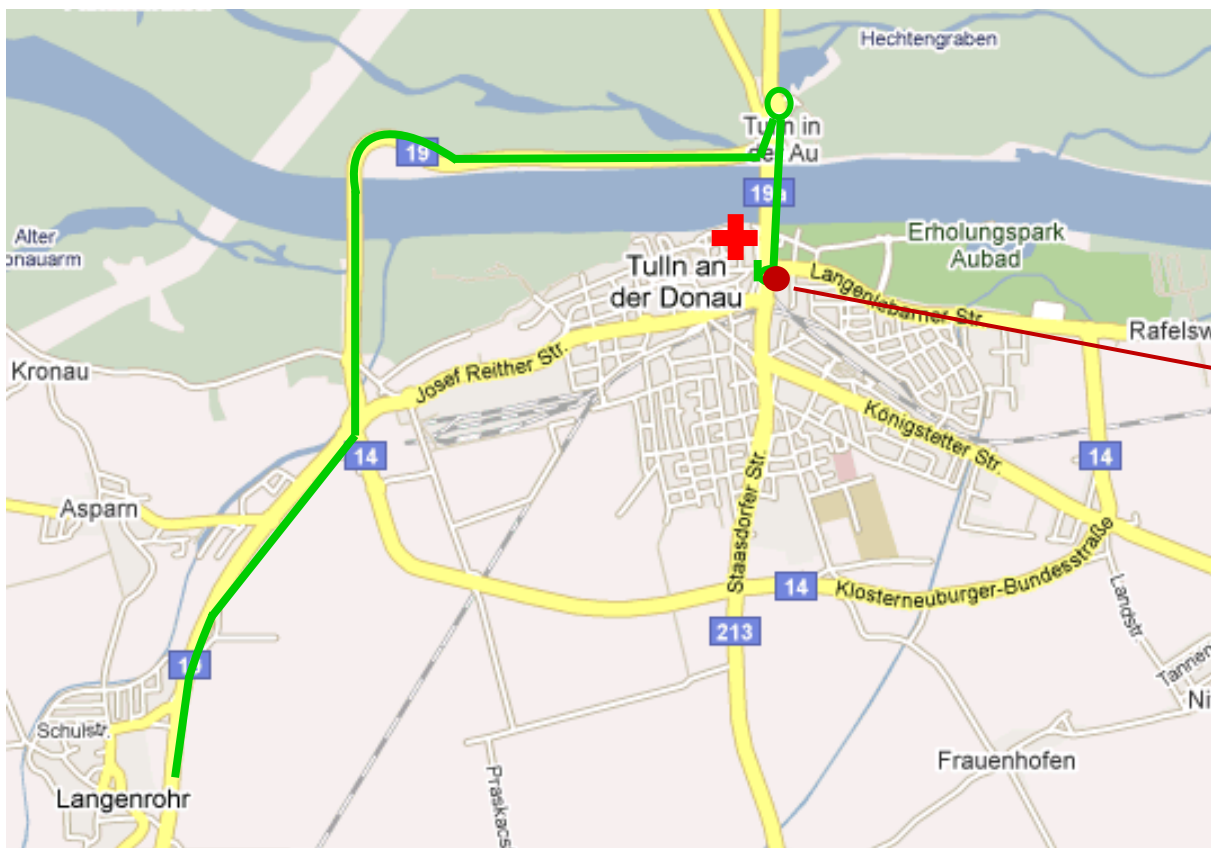 Hechtengraben
Tulln in
der Au
19
19a
Alter
onauarm
Erholungspark
Aubad
Tulln an
der Donau
Langenlebarner Str.
Rafelsw
Kronau
Josef Reither Str.
Königstetter Str.
14
14
Asparn
Staasdorfer Str.
14
Klosterneuburger-Bundesstraße
Landstr.
213
19
Tannen
Ni
Schulstr.
Frauenhofen
Langenrohr
Praskacs